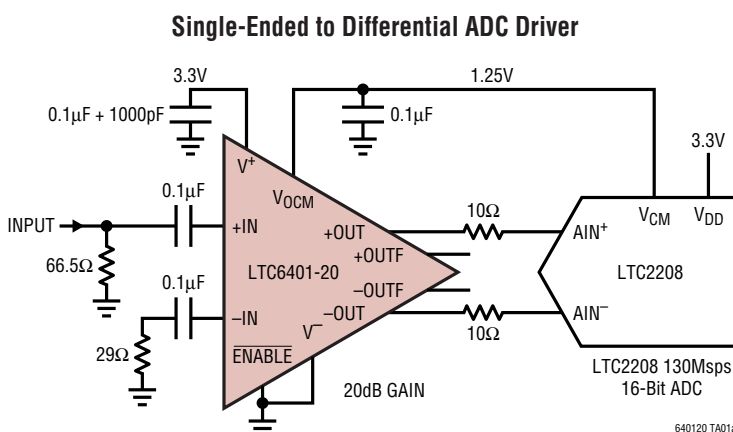 Single-Ended to Differential ADC Driver
3.3V
1.25V
0.1µF + 1000pF
0.1µF
3.3V
V+
VOCM
0.1µF
INPUT
+IN
+OUT
10Ω
VCM
VDD
AIN+
+OUTF
66.5Ω
LTC6401-20
LTC2208
0.1µF
–OUTF
–IN
–OUT
AIN–
V–
10Ω
29Ω
ENABLE
20dB GAIN
LTC2208 130Msps
16-Bit ADC
640120 TA01a